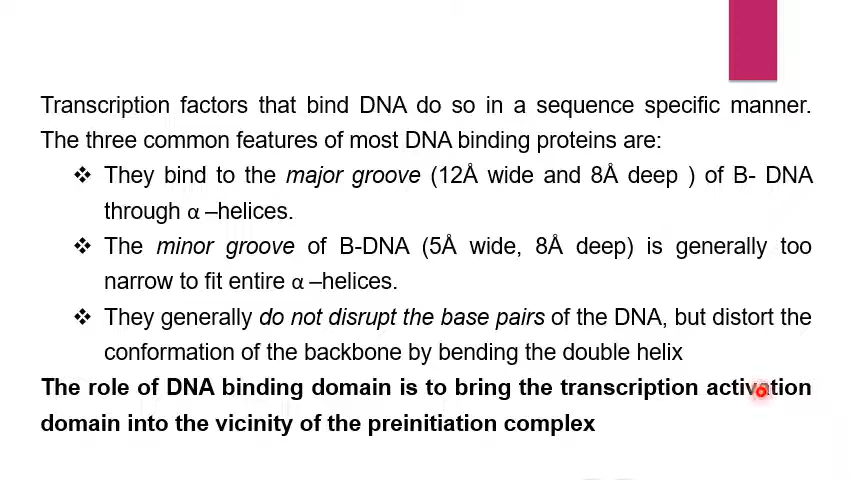 Transcription factors that bind DNA do so in a sequence specific manner.
The three common features of most DNA binding proteins are:
❖ They bind to the major groove (12Å wide and 8Å deep ) of B- DNA
through α –helices.
❖ The minor groove of B-DNA (5Å wide, 8Å deep) is generally too
narrow to fit entire α –helices.
❖ They generally do not disrupt the base pairs of the DNA, but distort the
conformation of the backbone by bending the double helix
The role of DNA binding domain is to bring the transcription activation
domain into the vicinity of the preinitiation complex